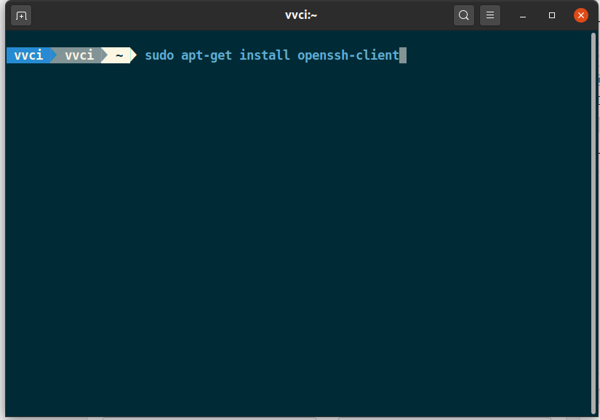 vvci:~
vvci vvci ~ sudo apt-get install openssh-client